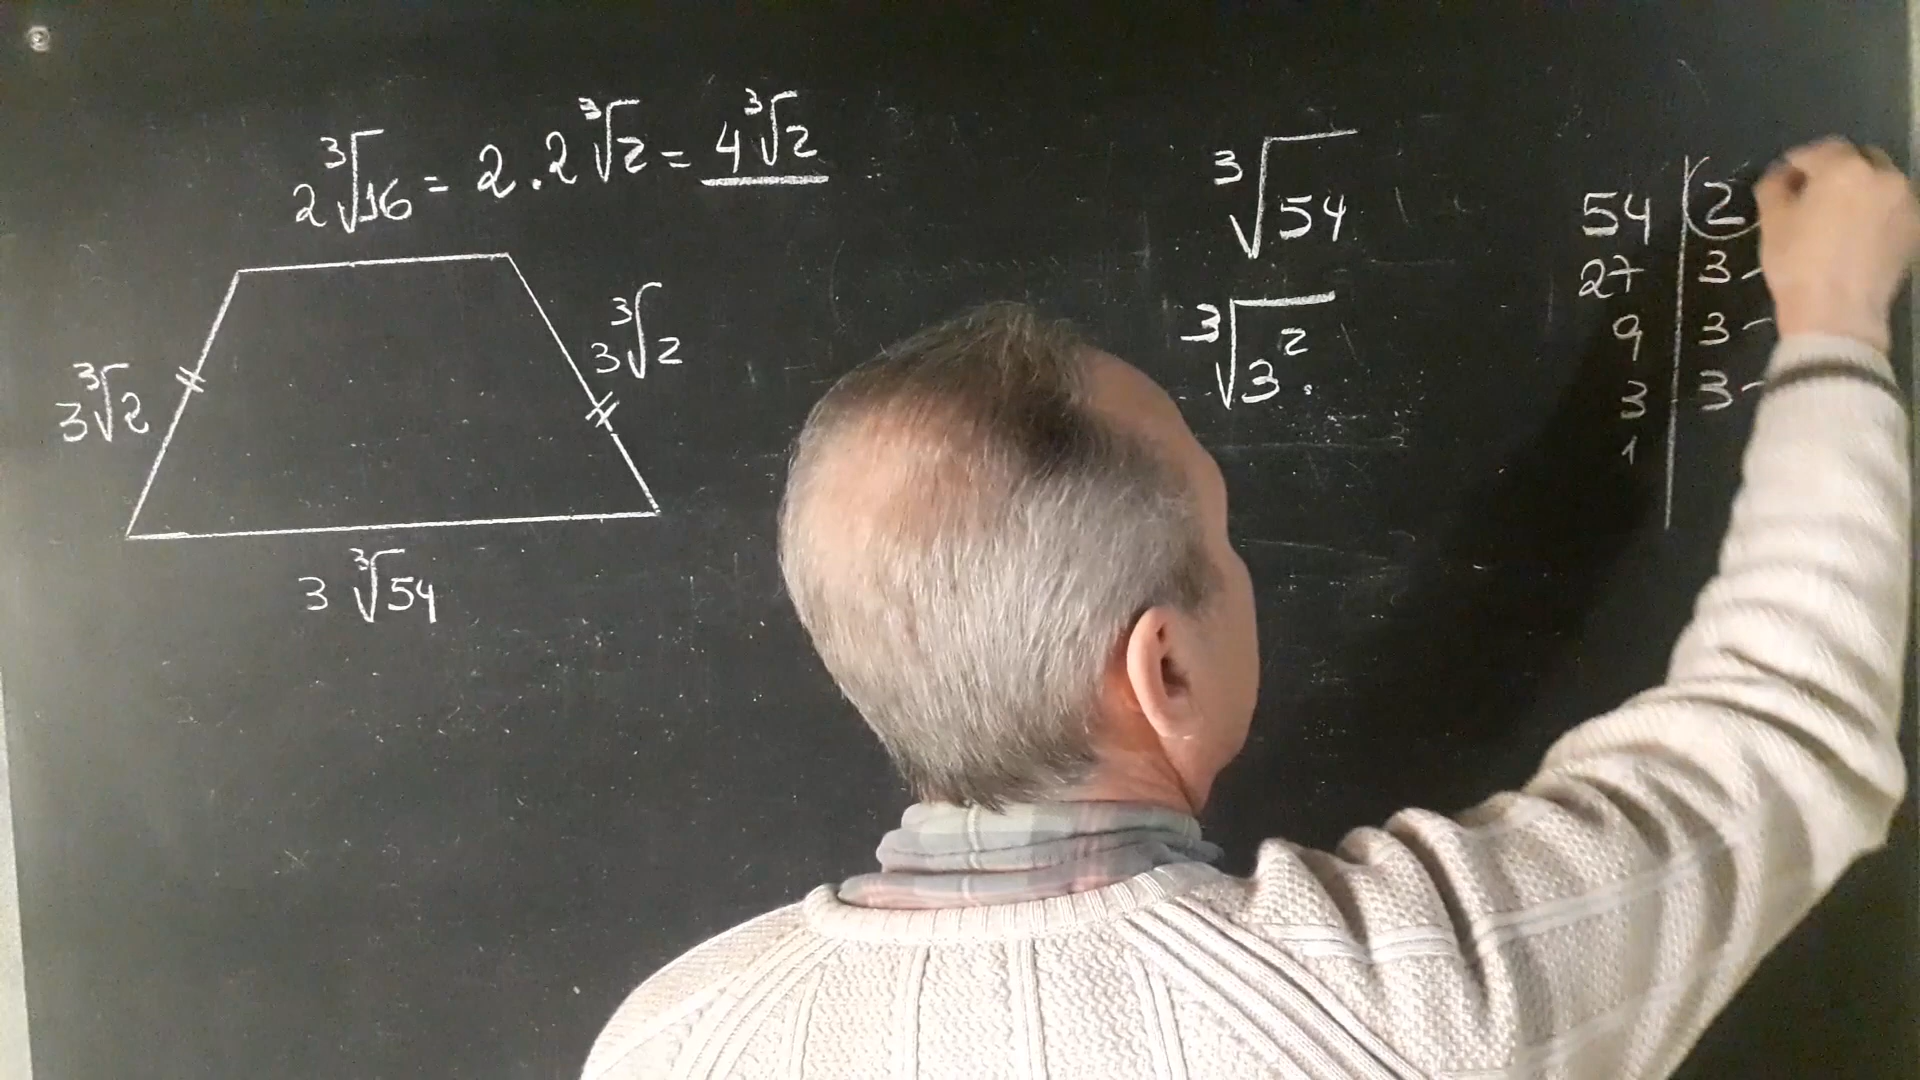 2∛16 = 2.2∛2 = 4∛2
3∛2
3∛2
3 ∛54
∛54
∛3².
54 | 2
27 | 3
9 | 3
3 | 3
1 |